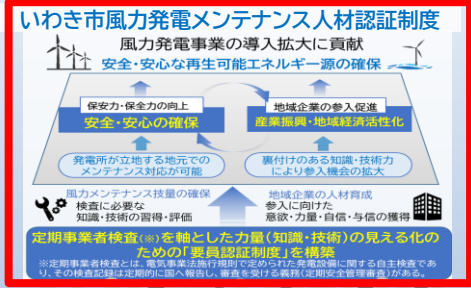 いわき市風力発電メンテナンス人材認証制度
風力発電事業の導入拡大に貢献
安全・安心な再生可能エネルギー源の確保
保安力・保全力の向上
安全・安心の確保
地域企業の参入促進
産業振興・地域経済活性化
発電所が立地する地元での
メンテナンス対応が可能
裏付けのある知識・技術力
により参入機会の拡大
風力メンテナンス技量の確保
検査に必要な
知識・技術の習得・評価
地域企業の人材育成
参入に向けた
意欲・力量・自信・与信の獲得
定期事業者検査(※)を軸とした力量(知識・技術)の見える化の
ための「要員認証制度」を構築
※定期事業者検査とは、電気事業法施行規則で定められた発電設備に関する自主検査であ
り、その検査記録は定期的に国へ報告し、審査を受ける義務(定期安全管理審査)がある。